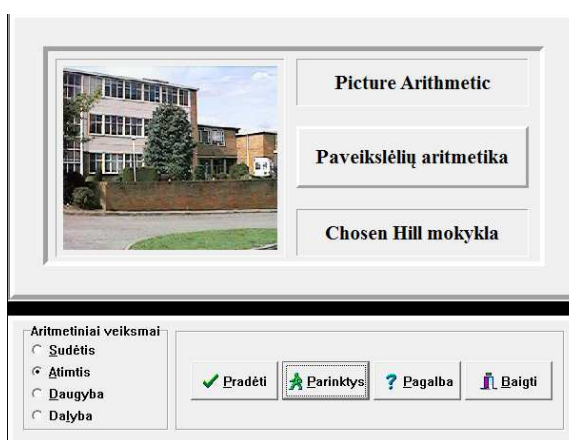 Picture Arithmetic
Paveikslėlių aritmetika
Chosen Hill mokykla
Aritmetiniai veiksmai
Sudėtis
Atimtis
Daugyba
Dalyba
Pradėti
Parinktys
Pagalba
Baigti